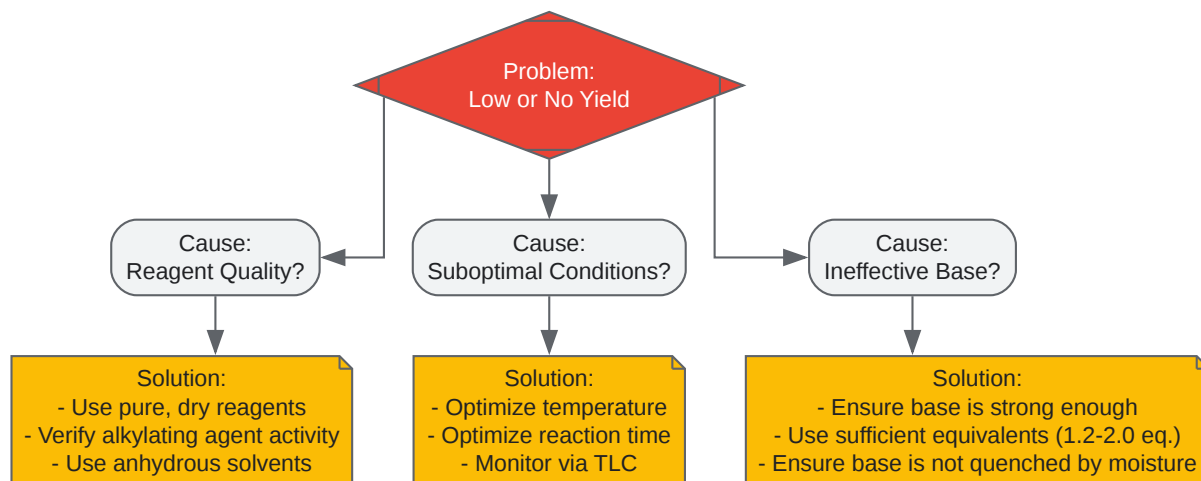 Problem:
Low or No Yield
Cause:
Reagent Quality?
Cause:
Suboptimal Conditions?
Cause:
Ineffective Base?
Solution:
- Use pure, dry reagents
- Verify alkylating agent activity
- Use anhydrous solvents
Solution:
- Optimize temperature
- Optimize reaction time
- Monitor via TLC
Solution:
- Ensure base is strong enough
- Use sufficient equivalents (1.2-2.0 eq.)
- Ensure base is not quenched by moisture